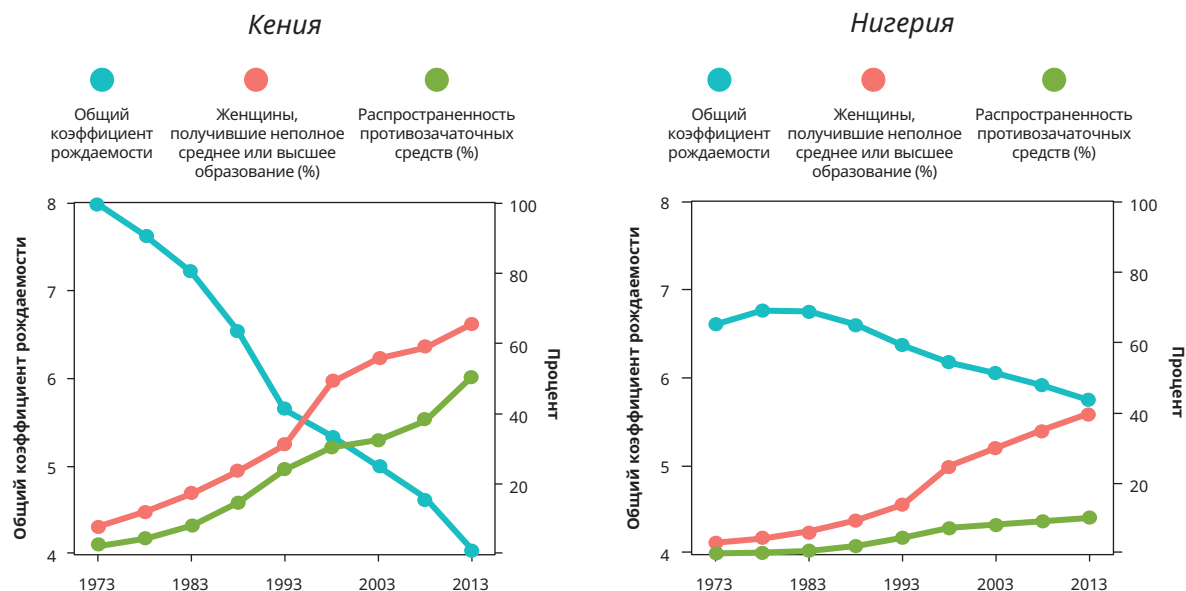 Кения
Общий
коэффициент
рождаемости
Женщины,
получившие неполное
среднее или высшее
образование (%)
Распространенность
противозачаточных
средств (%)
Общий коэффициент рождаемости
8
7
6
5
4
100
80
60
40
20
Процент
1973
1983
1993
2003
2013
Нигерия
Общий
коэффициент
рождаемости
Женщины,
получившие неполное
среднее или высшее
образование (%)
Распространенность
противозачаточных
средств (%)
Общий коэффициент рождаемости
8
7
6
5
4
100
80
60
40
20
Процент
1973
1983
1993
2003
2013